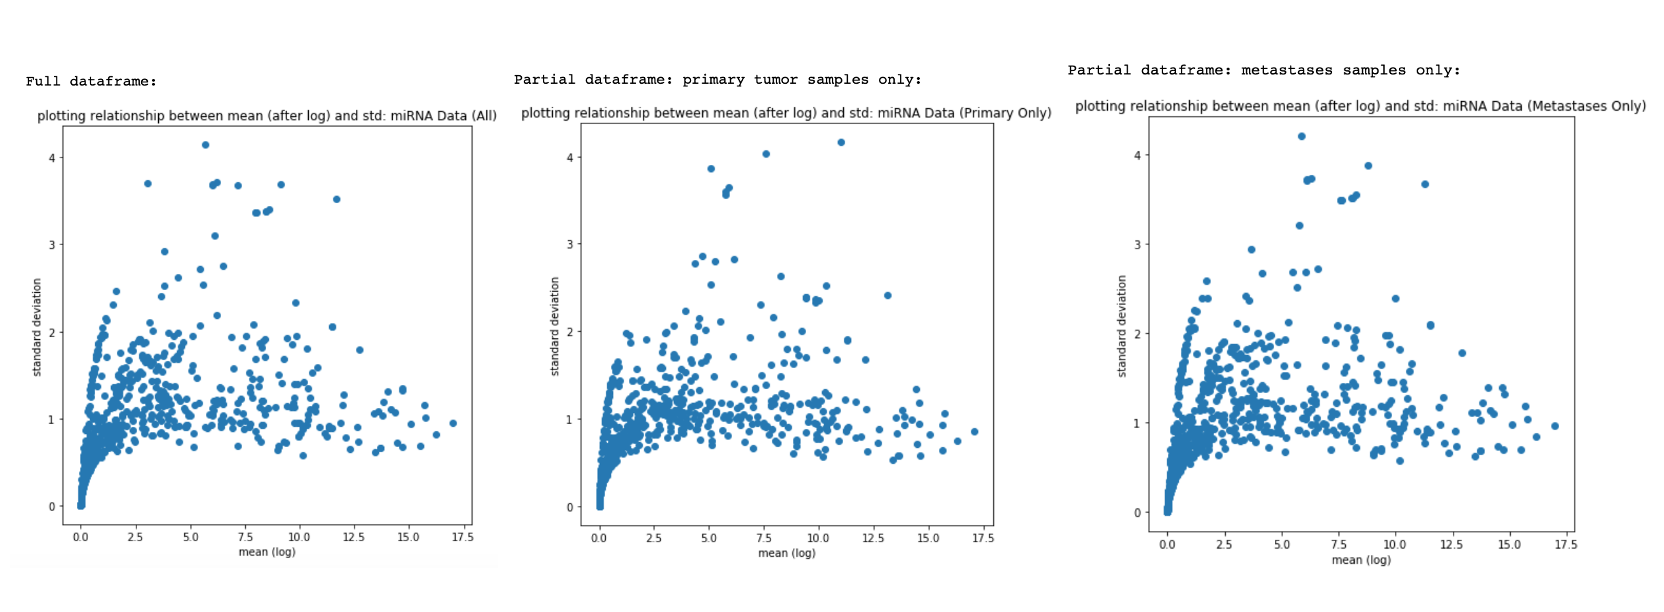 Full dataframe:
plotting relationship between mean (after log) and std: miRNA Data (All)
standard deviation
4
3
2
1
0
0.0 2.5 5.0 7.5 10.0 12.5 15.0 17.5
mean (log)
Partial dataframe: primary tumor samples only:
plotting relationship between mean (after log) and std: miRNA Data (Primary Only)
standard deviation
4
3
2
1
0
0.0 2.5 5.0 7.5 10.0 12.5 15.0 17.5
mean (log)
Partial dataframe: metastases samples only:
plotting relationship between mean (after log) and std: miRNA Data (Metastases Only)
standard deviation
4
3
2
1
0
0.0 2.5 5.0 7.5 10.0 12.5 15.0 17.5
mean (log)